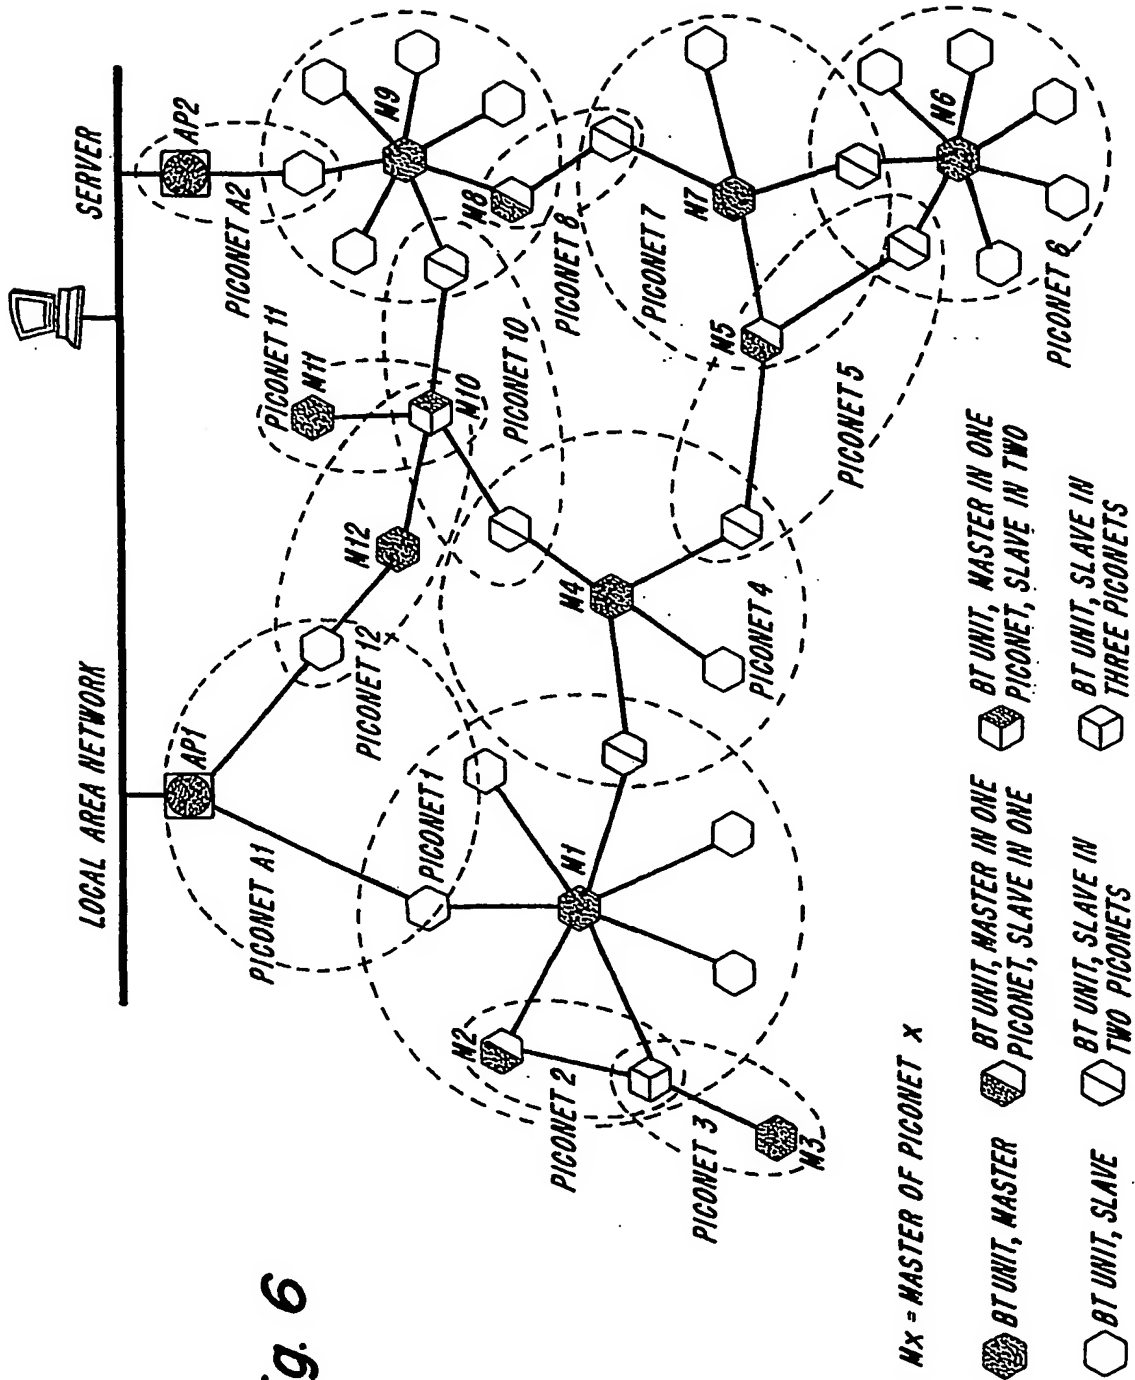 ig. 6
LOCAL AREA NETWORK
SERVER
AP1
AP2
PICONET A1
PICONET A2
PICONET 11
M11
PICONET 12
M12
M9
PICONET 1
M10
M2
M8
PICONET 10
M1
PICONET 8
PICONET 2
M4
PICONET 7
M7
PICONET 3
M5
PICONET 4
M3
PICONET 5
M6
PICONET 6
Mx = MASTER OF PICONET X
BT UNIT, MASTER
BT UNIT, MASTER IN ONE
PICONET, SLAVE IN ONE
BT UNIT, MASTER IN ONE
PICONET, SLAVE IN TWO
BT UNIT, SLAVE
BT UNIT, SLAVE IN
TWO PICONETS
BT UNIT, SLAVE IN
THREE PICONETS